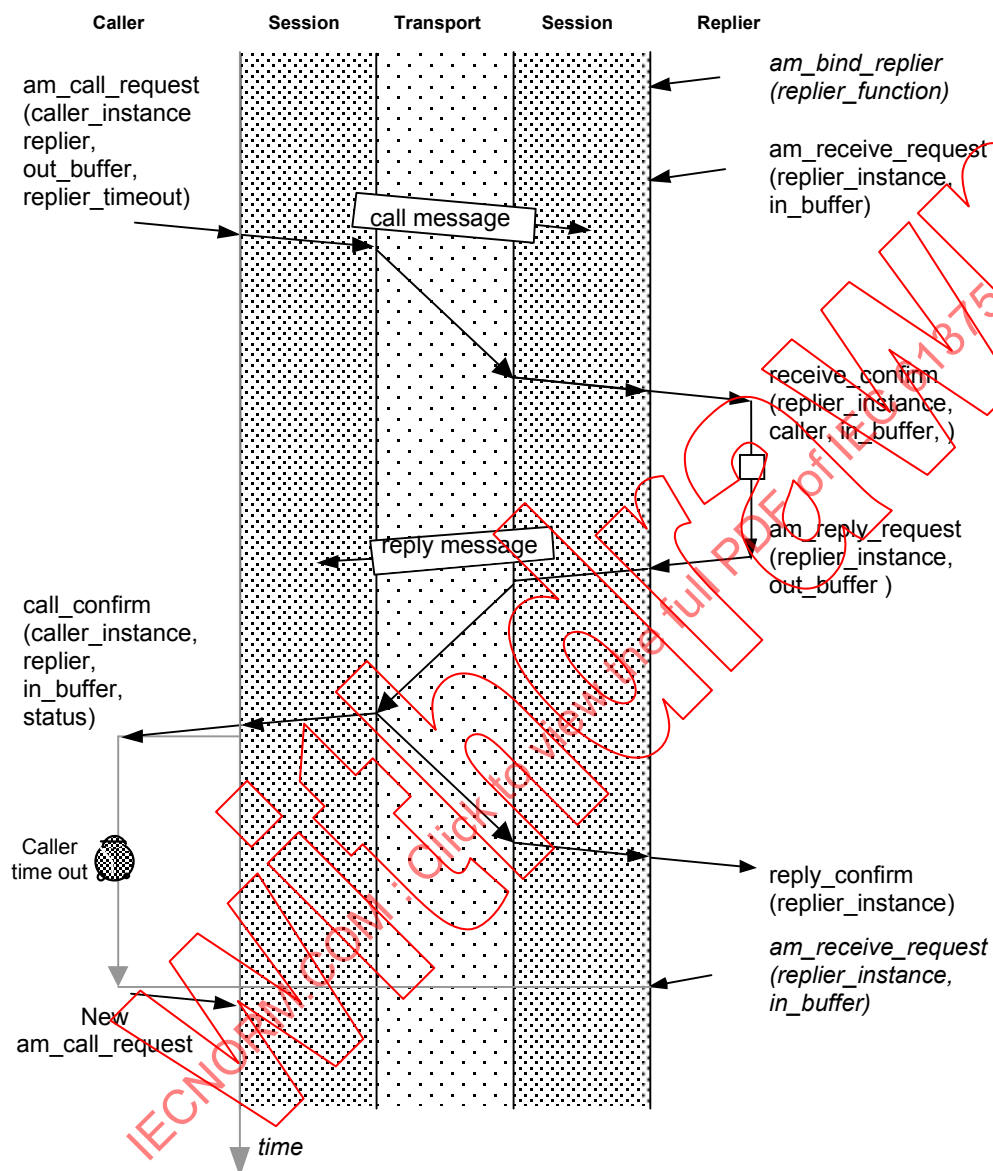 Caller Session Transport Session Replier
am_call_request
(caller_instance
replier,
out_buffer,
replier_timeout)
am_bind_replier
(replier_function)
am_receive_request
(replier_instance,
in_buffer)
call message
receive_confirm
(replier_instance,
caller, in_buffer, )
reply message
am_reply_request
(replier_instance,
out_buffer )
call_confirm
(caller_instance,
replier,
in_buffer,
status)
Caller
time out
reply_confirm
(replier_instance)
am_receive_request
(replier_instance,
in_buffer)
New
am_call_request
time
IECNORM.COM : Click to view the full PDF of IEC 61375